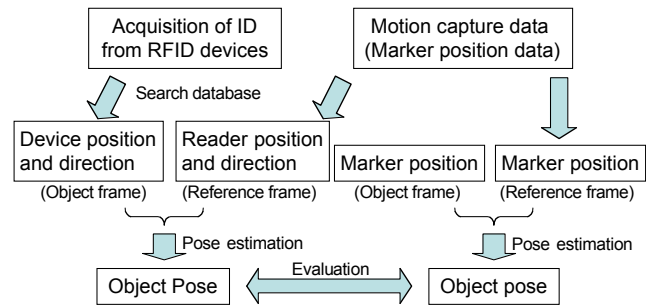 Acquisition of ID
from RFID devices
Motion capture data
(Marker position data)
Search database
Device position
and direction
Reader position
and direction
Marker position
Marker position
(Object frame)
(Reference frame)
(Object frame)
(Reference frame)
Pose estimation
Pose estimation
Object Pose
Evaluation
Object pose